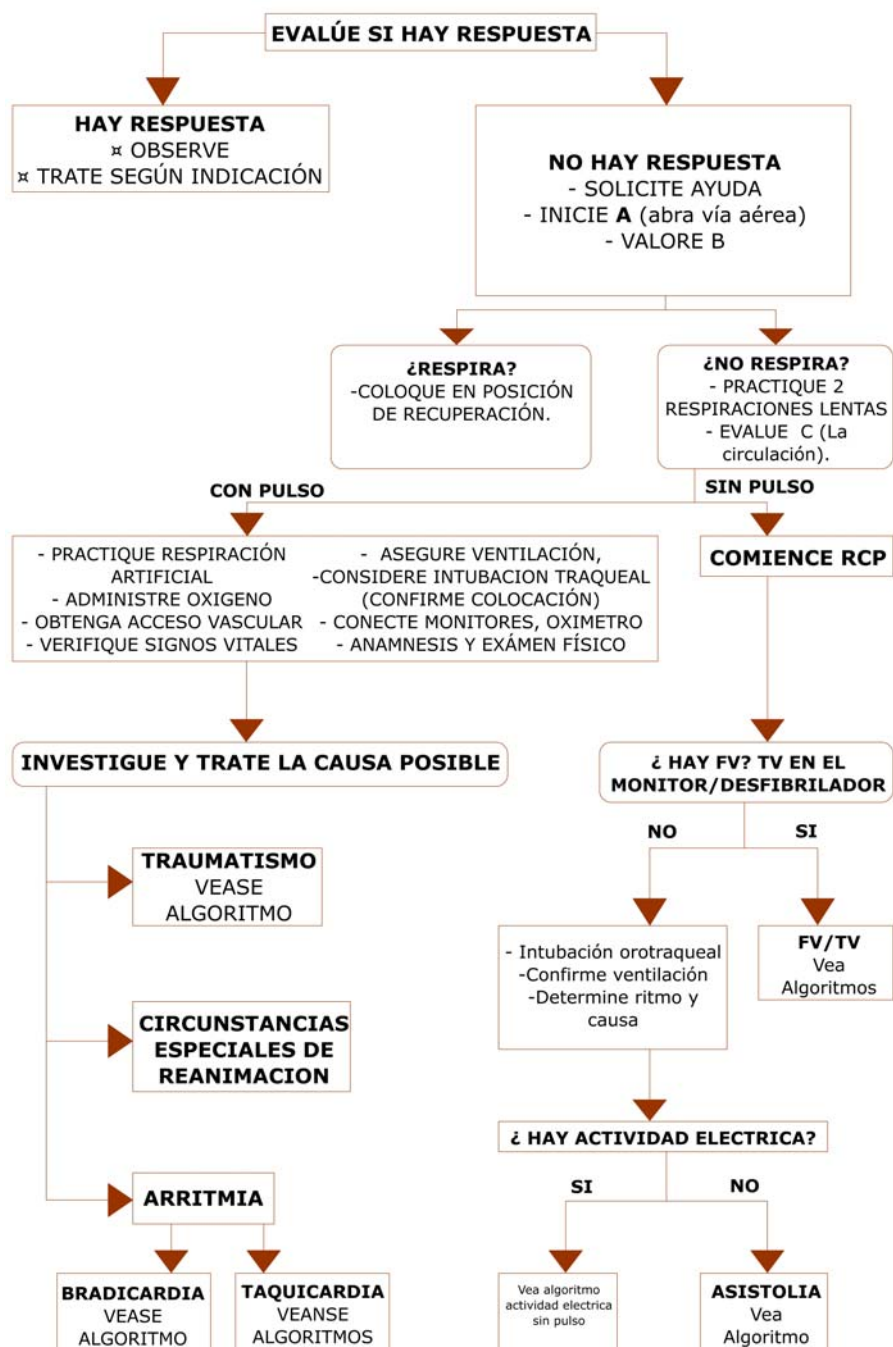 EVALÚE SI HAY RESPUESTA
HAY RESPUESTA
¤ OBSERVE
¤ TRATE SEGÚN INDICACIÓN
NO HAY RESPUESTA
- SOLICITE AYUDA
- INICIE A (abra vía aérea)
- VALORE B
¿RESPIRA?
-COLOQUE EN POSICIÓN
DE RECUPERACIÓN.
¿NO RESPIRA?
- PRACTIQUE 2
RESPIRACIONES LENTAS
- EVALUE C (La
circulación).
CON PULSO
SIN PULSO
- PRACTIQUE RESPIRACIÓN
ARTIFICIAL
- ADMINISTRE OXIGENO
- OBTENGA ACCESO VASCULAR
- VERIFIQUE SIGNOS VITALES
- ASEGURE VENTILACIÓN,
-CONSIDERE INTUBACION TRAQUEAL
(CONFIRME COLOCACIÓN)
- CONECTE MONITORES, OXIMETRO
- ANAMNESIS Y EXÁMEN FÍSICO
COMIENCE RCP
INVESTIGUE Y TRATE LA CAUSA POSIBLE
¿ HAY FV? TV EN EL
MONITOR/DESFIBRILADOR
NO
SI
TRAUMATISMO
VEASE
ALGORITMO
- Intubación orotraqueal
-Confirme ventilación
-Determine ritmo y
causa
FV/TV
Vea
Algoritmos
CIRCUNSTANCIAS
ESPECIALES DE
REANIMACION
¿ HAY ACTIVIDAD ELECTRICA?
SI
NO
ARRITMIA
BRADICARDIA
VEASE
ALGORITMO
TAQUICARDIA
VEANSE
ALGORITMOS
Vea algoritmo
actividad electrica
sin pulso
ASISTOLIA
Vea
Algoritmo